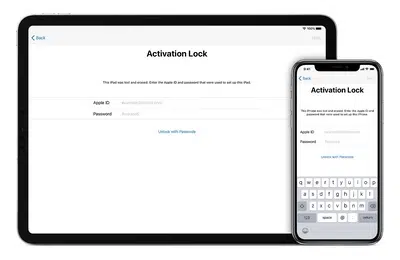 100%
Back
Activation Lock
This iPad was lost and erased. Enter the Apple ID and password that were used to set up this iPad.
Apple ID
Password
Unlock with Passcode
9:41
Back
Activation Lock
This iPhone was lost and erased. Enter the Apple ID and
password that were used to set up this iPhone.
Apple ID
Password
Unlock with Passcode
q w e r t y u i o p
a s d f g h j k l
z x c v b n m
123 space @ . return